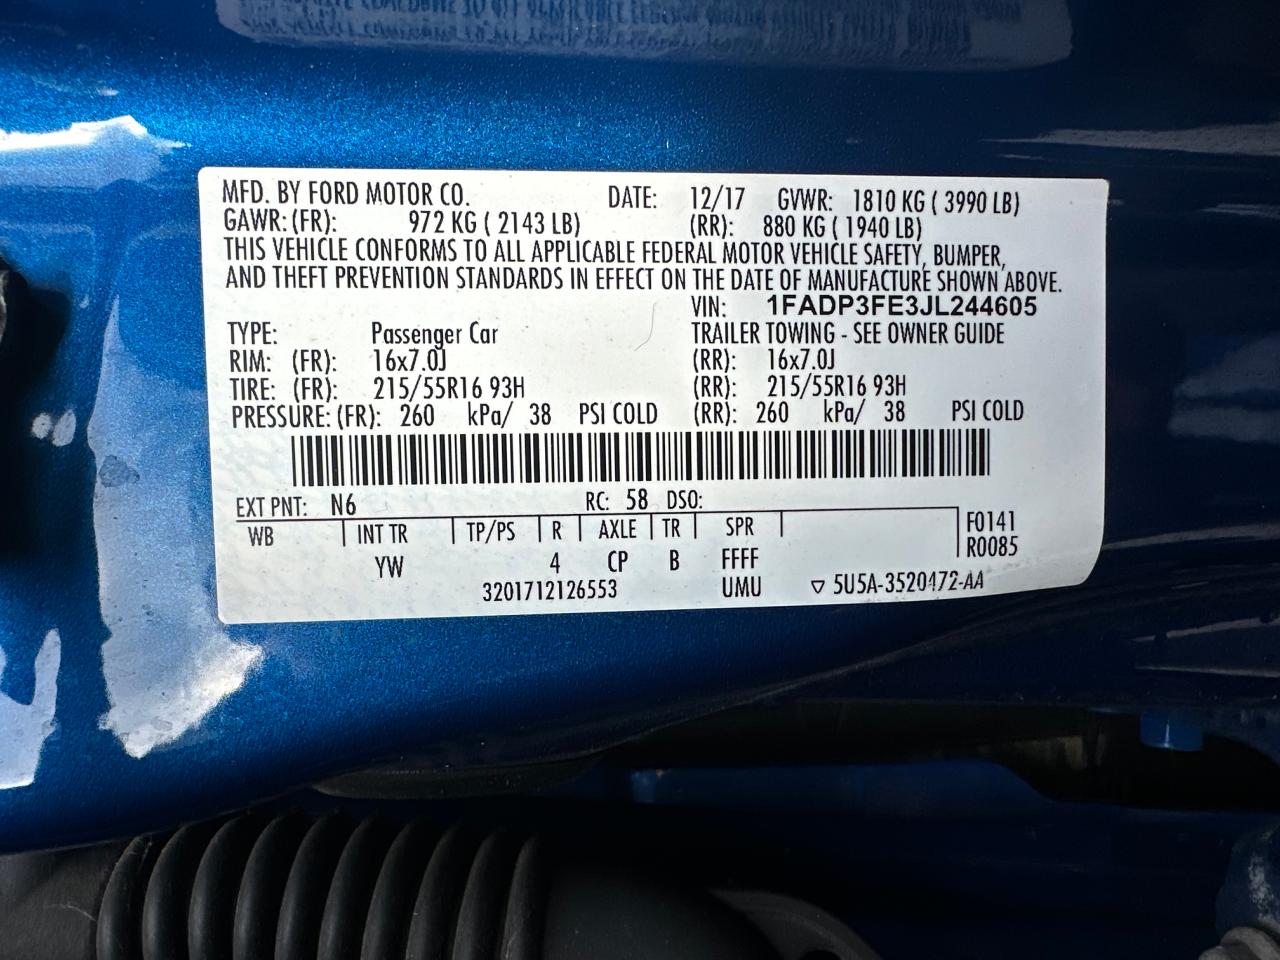 MFD. BY FORD MOTOR CO. DATE: 12/17 GVWR: 1810 KG ( 3990 LB)
GAWR: (FR): 972 KG ( 2143 LB) (RR): 880 KG ( 1940 LB)
THIS VEHICLE CONFORMS TO ALL APPLICABLE FEDERAL MOTOR VEHICLE SAFETY, BUMPER,
AND THEFT PREVENTION STANDARDS IN EFFECT ON THE DATE OF MANUFACTURE SHOWN ABOVE.
VIN: 1FADP3FE3JL244605
TYPE: Passenger Car TRAILER TOWING - SEE OWNER GUIDE
RIM: (FR): 16x7.0J (RR): 16x7.0J
TIRE: (FR): 215/55R16 93H (RR): 215/55R16 93H
PRESSURE: (FR): 260 kPa/ 38 PSI COLD (RR): 260 kPa/ 38 PSI COLD
EXT PNT: N6 RC: 58 DSO:
WB INT TR TP/PS R AXLE TR SPR F0141
YW 4 CP B FFFF R0085
3201712126553 UMU ▽ 5U5A-3520472-AA